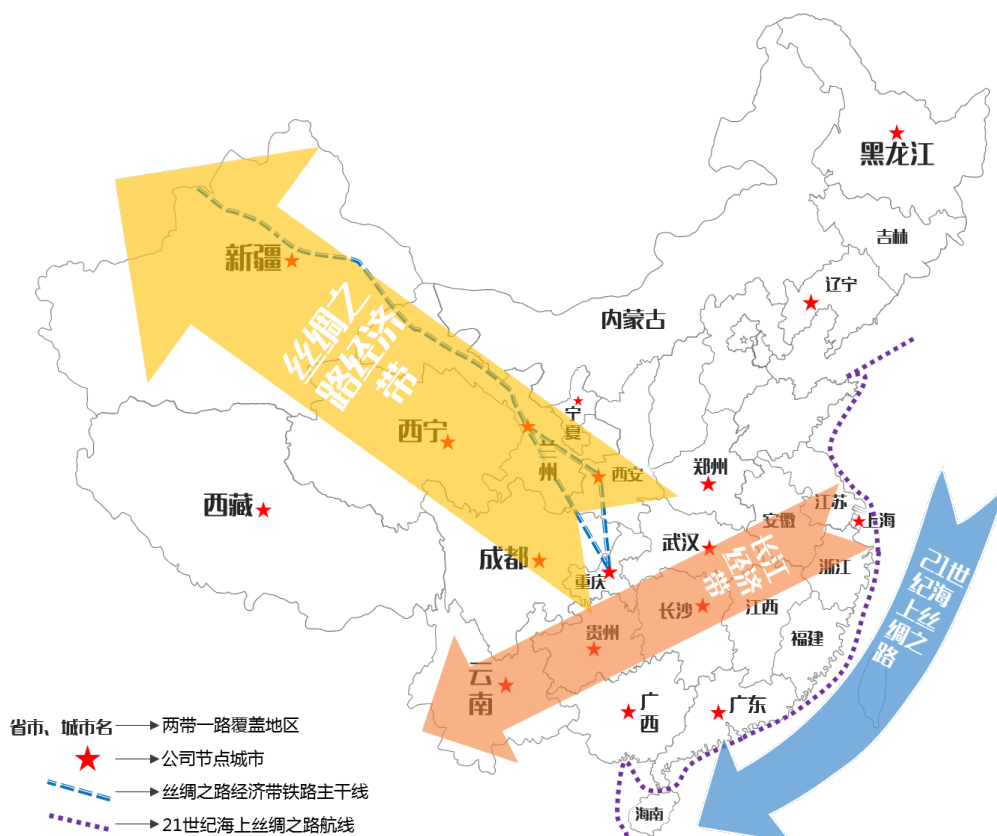 黑龙江
吉林
辽宁
新疆
内蒙古
丝绸之
路经济
带
宁
夏
西宁
兰
州
西安
郑州
西藏
江苏
安徽
上海
成都
武汉
长江
经济
带
浙江
21世
纪海
上丝
绸之
路
重庆
长沙
江西
贵州
福建
云
南
广
西
广东
海南
省市、城市名
两带一路覆盖地区
公司节点城市
丝绸之路经济带铁路主干线
21世纪海上丝绸之路航线